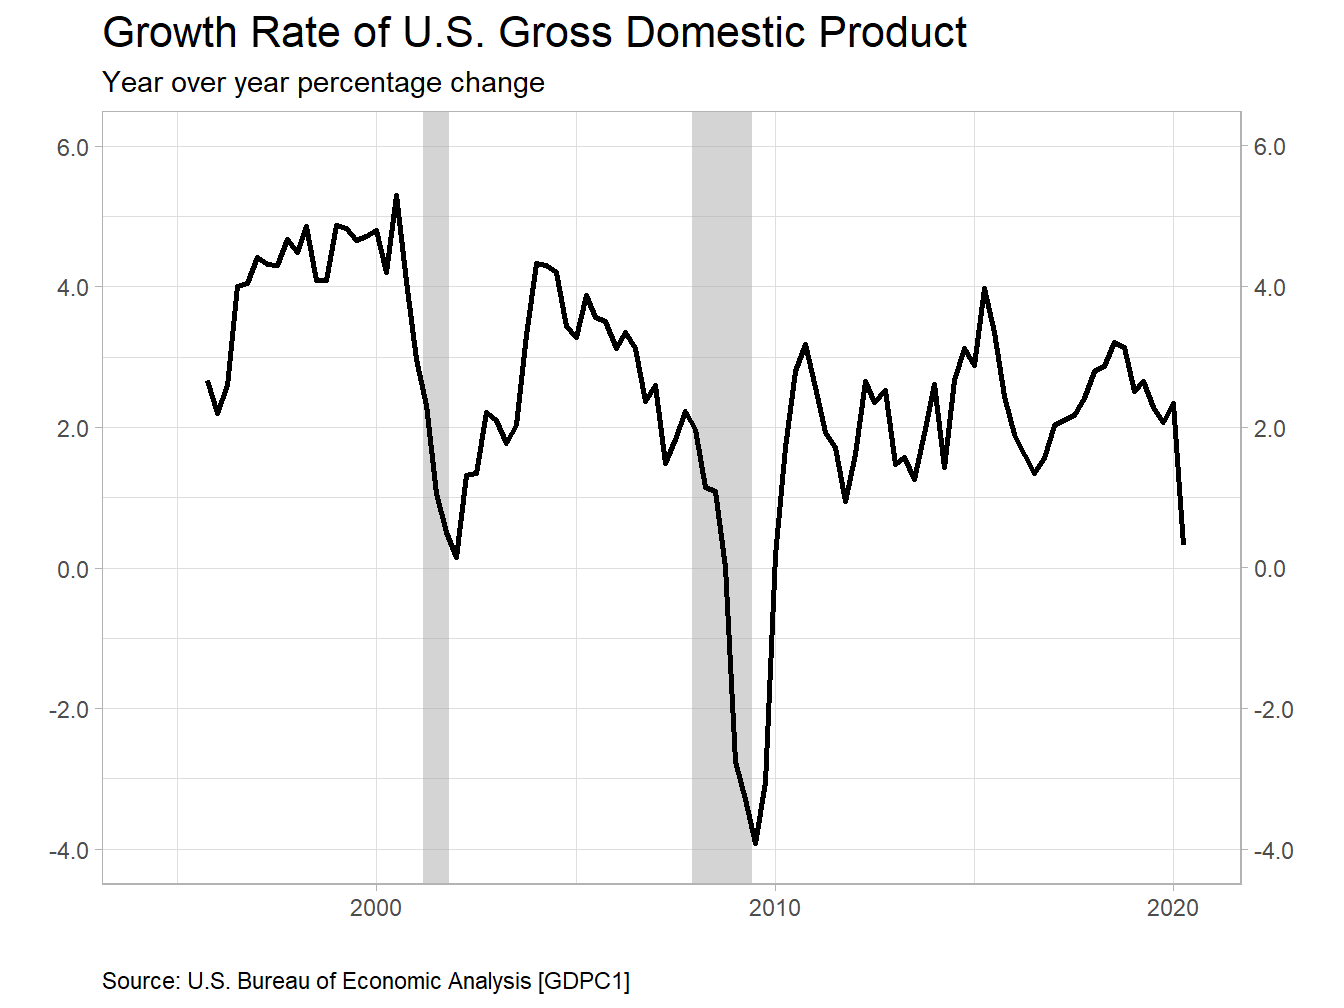 Growth Rate of U.S. Gross Domestic Product
Year over year percentage change
6.0 6.0
4.0 4.0
2.0 2.0
0.0 0.0
-2.0 -2.0
-4.0 -4.0
2000 2010 2020
Source: U.S. Bureau of Economic Analysis [GDPC1]